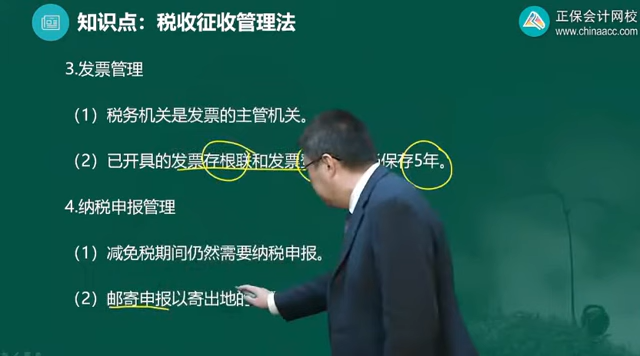 知识点：税收征收管理法
正保会计网校
www.chinaacc.com
3.发票管理
（1）税务机关是发票的主管机关。
（2）已开具的发票存根联和发票 保存5年。
4.纳税申报管理
（1）减免税期间仍然需要纳税申报。
（2）邮寄申报以寄出地的